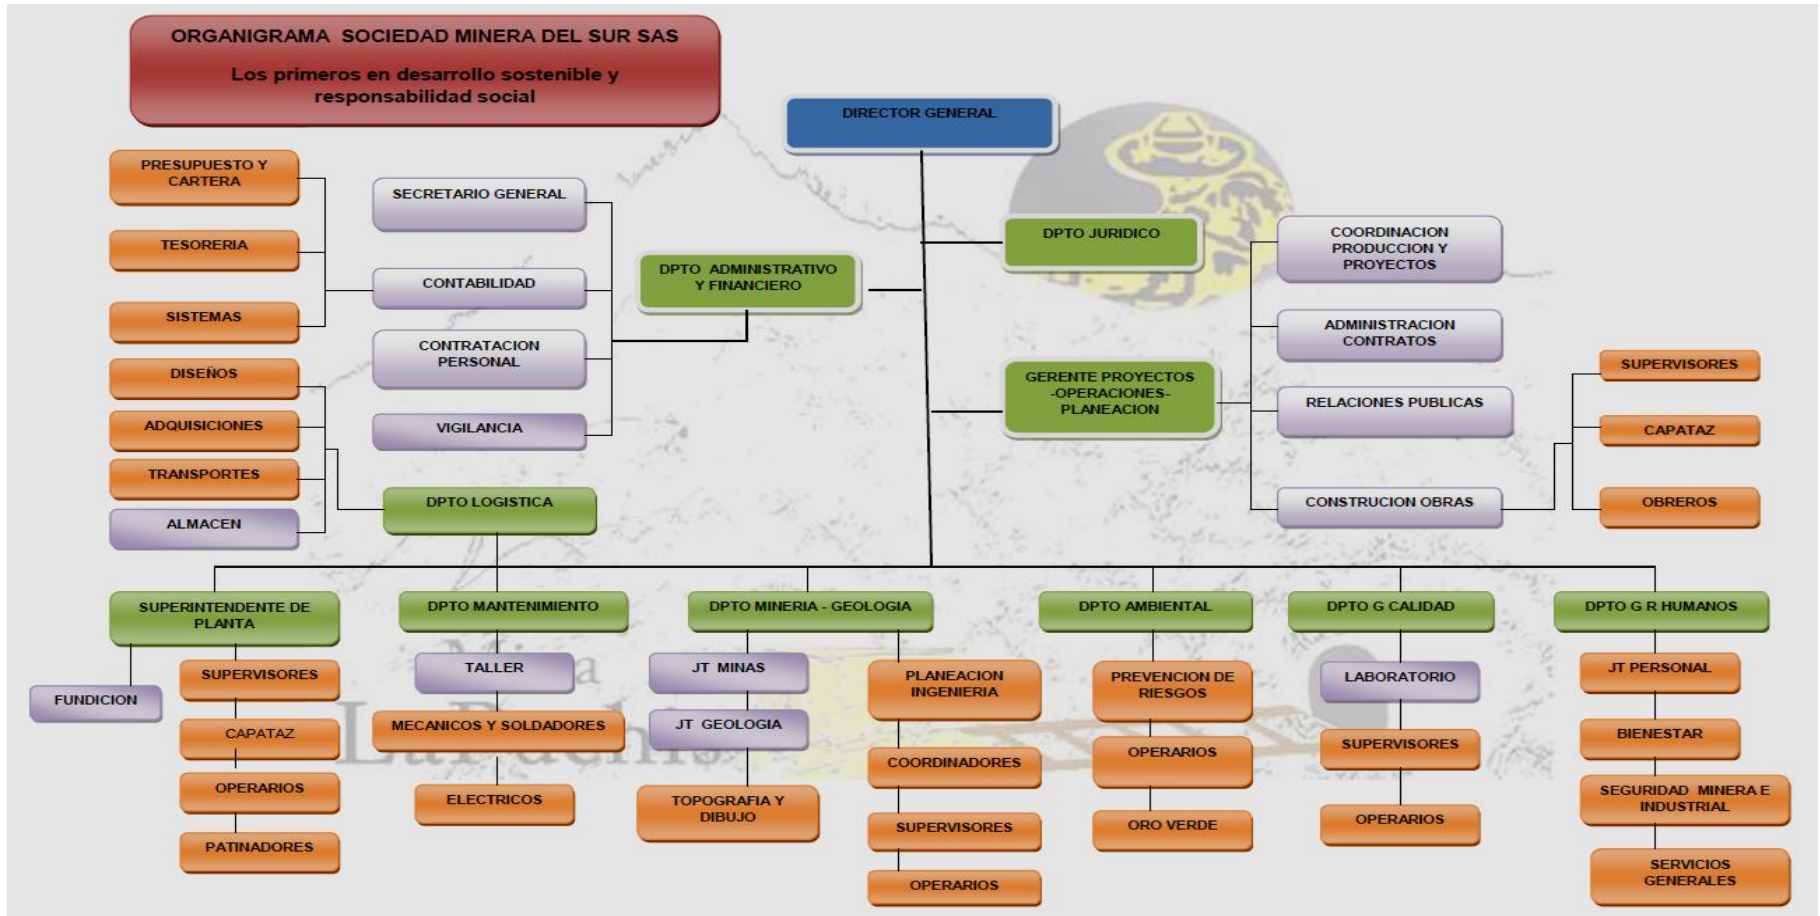 ORGANIGRAMA SOCIEDAD MINERA DEL SUR SAS
Los primeros en desarrollo sostenible y
responsabilidad social
DIRECTOR GENERAL
PRESUPUESTO Y
CARTERA
TESORERIA
SISTEMAS
SECRETARIO GENERAL
CONTABILIDAD
CONTRATACION
PERSONAL
VIGILANCIA
DPTO ADMINISTRATIVO
Y FINANCIERO
DPTO JURIDICO
GERENTE PROYECTOS
-OPERACIONES-
PLANEACION
COORDINACION
PRODUCCION Y
PROYECTOS
ADMINISTRACION
CONTRATOS
RELACIONES PUBLICAS
CONSTRUCION OBRAS
SUPERVISORES
CAPATAZ
OBREROS
DISEÑOS
ADQUISICIONES
TRANSPORTES
ALMACEN
DPTO LOGISTICA
SUPERINTENDENTE DE
PLANTA
FUNDICION
SUPERVISORES
CAPATAZ
OPERARIOS
PATINADORES
DPTO MANTENIMIENTO
TALLER
MECANICOS Y SOLDADORES
ELECTRICOS
DPTO MINERIA - GEOLOGIA
JT MINAS
JT GEOLOGIA
TOPOGRAFIA Y
DIBUJO
PLANEACION
INGENIERIA
COORDINADORES
SUPERVISORES
OPERARIOS
DPTO AMBIENTAL
PREVENCION DE
RIESGOS
OPERARIOS
ORO VERDE
DPTO G CALIDAD
LABORATORIO
SUPERVISORES
OPERARIOS
DPTO G R HUMANOS
JT PERSONAL
BIENESTAR
SEGURIDAD MINERA E
INDUSTRIAL
SERVICIOS
GENERALES